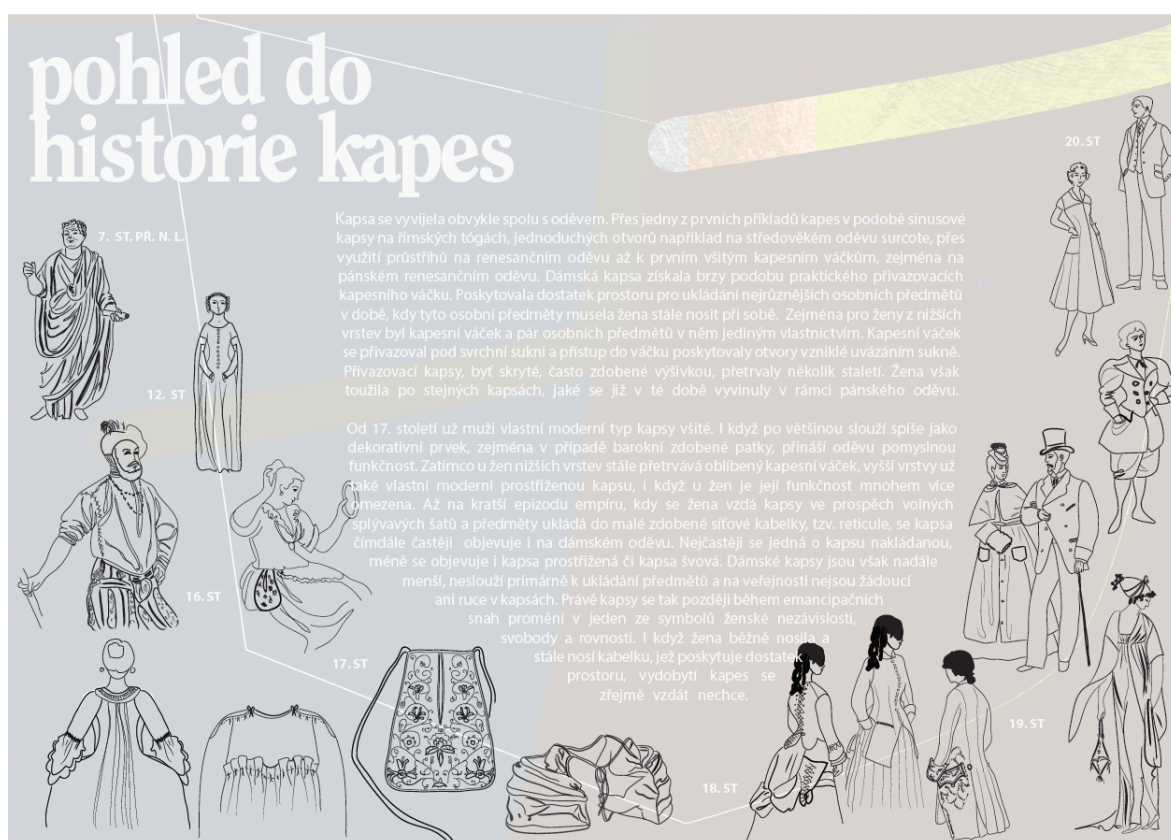 pohled do
historie kapes
20. ST
7. ST. PŘ. N. L.
Kapsa se vyvíjela obvykle spolu s oděvem. Přes jedny z prvních příkladů kapes v podobě sinusové
kapsy na římských tógách, jednoduchých otvorů například na středověkém oděvu surcote, přes
využití průstřihů na renesančním oděvu až k prvním všitým kapesním váčkům, zejména na
pánském renesančním oděvu. Dámská kapsa získala brzy podobu praktického přivazovacích
kapesního váčku. Poskytovala dostatek prostoru pro ukládání nejrůznějších osobních předmětů
v době, kdy tyto osobní předměty musela žena stále nosit při sobě. Zejména pro ženy z nižších
vrstev byl kapesní váček a pár osobních předmětů v něm jediným vlastnictvím. Kapesní váček
se přivazoval pod svrchní sukni a přístup do váčku poskytovaly otvory vzniklé uvázáním sukně.
Přivazovací kapsy, byť skryté, často zdobené výšivkou, přetrvaly několik staletí. Žena však
toužila po stejných kapsách, jaké se již v té době vyvinuly v rámci pánského oděvu.
12. ST
Od 17. století už muži vlastní moderní typ kapsy všité. I když po většinou slouží spíše jako
dekorativní prvek, zejména v případě barokní zdobené patky, přináší oděvu pomyslnou
funkčnost. Zatímco u žen nižších vrstev stále přetrvává oblíbený kapesní váček, vyšší vrstvy už
také vlastní moderní prostřiženou kapsu, i když u žen je její funkčnost mnohem více
omezena. Až na kratší epizodu empíru, kdy se žena vzdá kapsy ve prospěch volných
splývavých šatů a předměty ukládá do malé zdobené síťové kabelky, tzv. reticule, se kapsa
čímdále častěji objevuje i na dámském oděvu. Nejčastěji se jedná o kapsu nakládanou,
méně se objevuje i kapsa prostřižená či kapsa švová. Dámské kapsy jsou však nadále
menší, neslouží primárně k ukládání předmětů a na veřejnosti nejsou žádoucí
ani ruce v kapsách. Právě kapsy se tak později během emancipačních
snah promění v jeden ze symbolů ženské nezávislosti,
svobody a rovnosti. I když žena běžně nosila a
stále nosí kabelku, jež poskytuje dostatek
prostoru, vydobytí kapes se
zřejmě vzdát nechce.
16. ST
17. ST
19. ST
18. ST